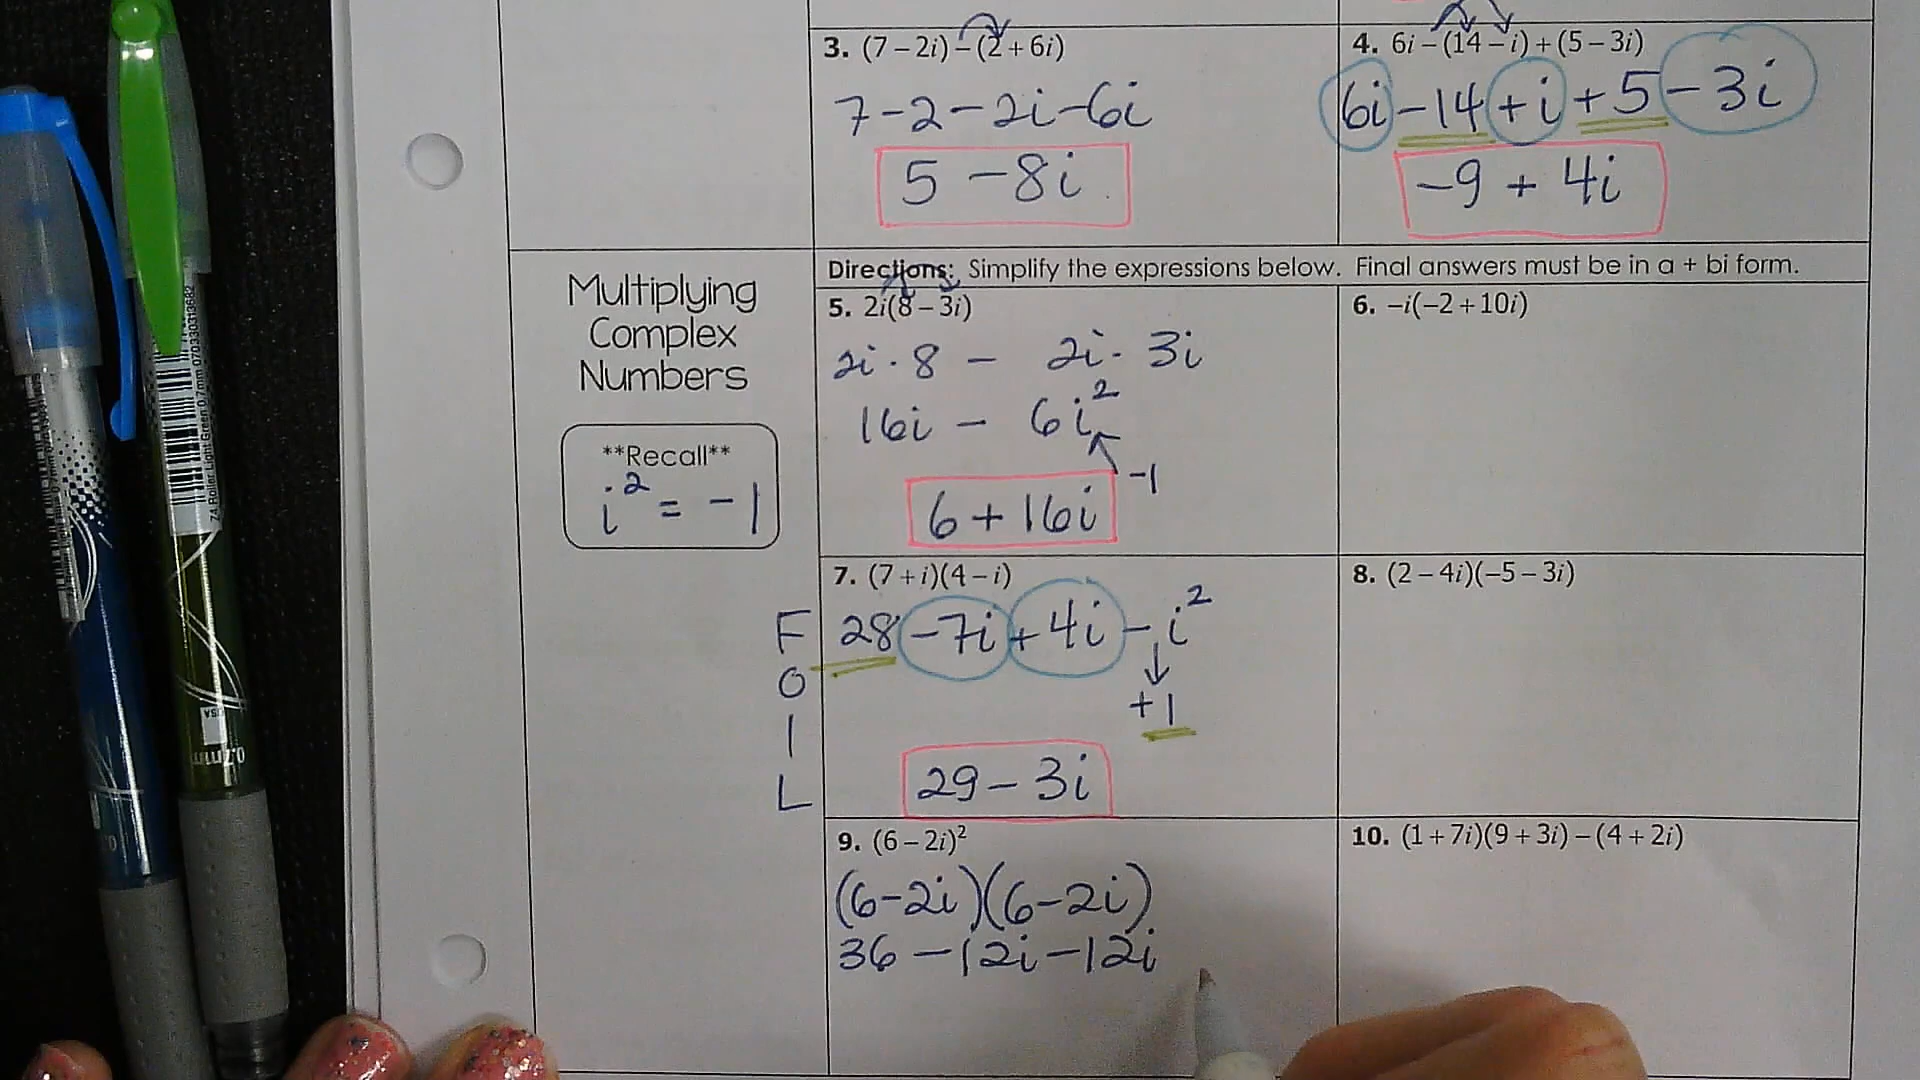 3. (7 – 2i) – (2 + 6i)
7 – 2 – 2i – 6i
5 – 8i
4. 6i – (14 – i) + (5 – 3i)
6i – 14 + i + 5 – 3i
–9 + 4i
Multiplying
Complex
Numbers
**Recall**
i² = –1
Directions: Simplify the expressions below. Final answers must be in a + bi form.
5. 2i(8 – 3i)
2i · 8 – 2i · 3i
16i – 6i²
–1
6 + 16i
6. –i(–2 + 10i)
7. (7 + i)(4 – i)
F
O
I
L
28 – 7i + 4i – i²
+1
29 – 3i
8. (2 – 4i)(–5 – 3i)
9. (6 – 2i)²
(6 – 2i)(6 – 2i)
36 – 12i – 12i
10. (1 + 7i)(9 + 3i) – (4 + 2i)
0.7mm
USA